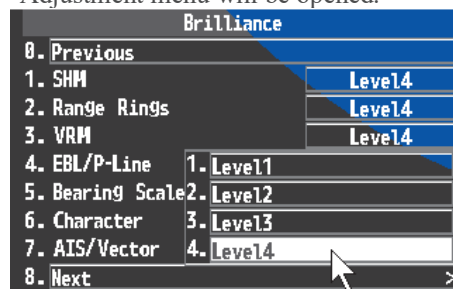 Adjustment menu will be opened.
Brilliance
0. Previous
1. SHM Level4
2. Range Rings Level4
3. VRM Level4
4. EBL/P-Line 1. Level1
5. Bearing Scale 2. Level2
6. Character 3. Level3
7. AIS/Vector 4. Level4
8. Next >